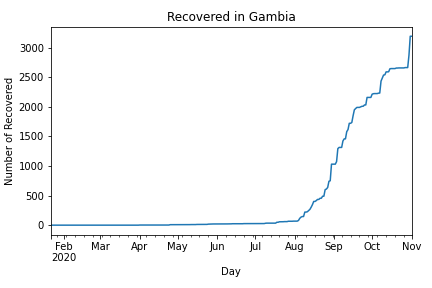 Recovered in Gambia
Number of Recovered
3000
2500
2000
1500
1000
500
0
Feb Mar Apr May Jun Jul Aug Sep Oct Nov
2020
Day